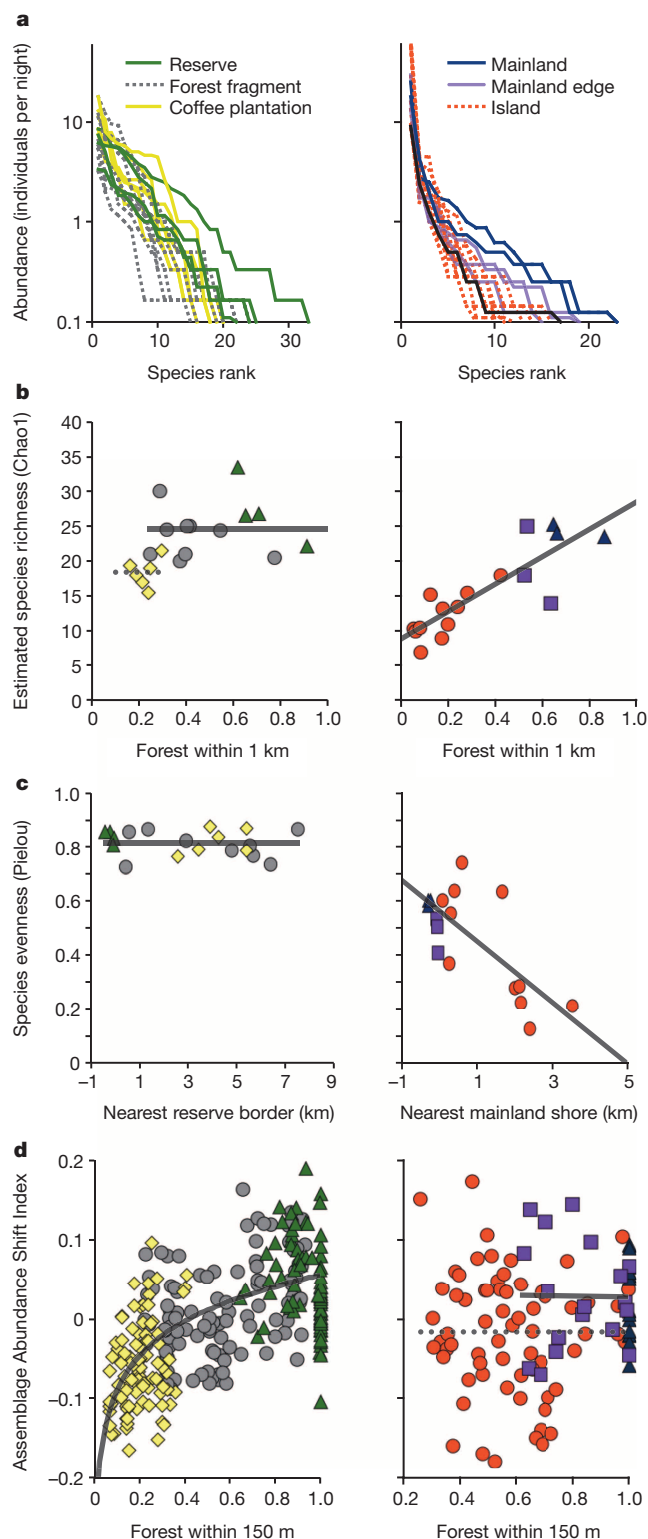 a
Abundance (individuals per night)
10
1
0.1
Reserve
Forest fragment
Coffee plantation
0 10 20 30
Species rank
Mainland
Mainland edge
Island
0 10 20
Species rank
b
Estimated species richness (Chao1)
40
35
30
25
20
15
10
5
0
0 0.2 0.4 0.6 0.8 1.0
Forest within 1 km
0 0.2 0.4 0.6 0.8 1.0
Forest within 1 km
c
Species evenness (Pielou)
1.0
0.8
0.6
0.4
0.2
0
–1 1 3 5 7 9
Nearest reserve border (km)
-1 1 3 5
Nearest mainland shore (km)
d
Assemblage Abundance Shift Index
0.2
0.1
0
–0.1
–0.2
0 0.2 0.4 0.6 0.8 1.0
Forest within 150 m
0.2 0.4 0.6 0.8 1.0
Forest within 150 m